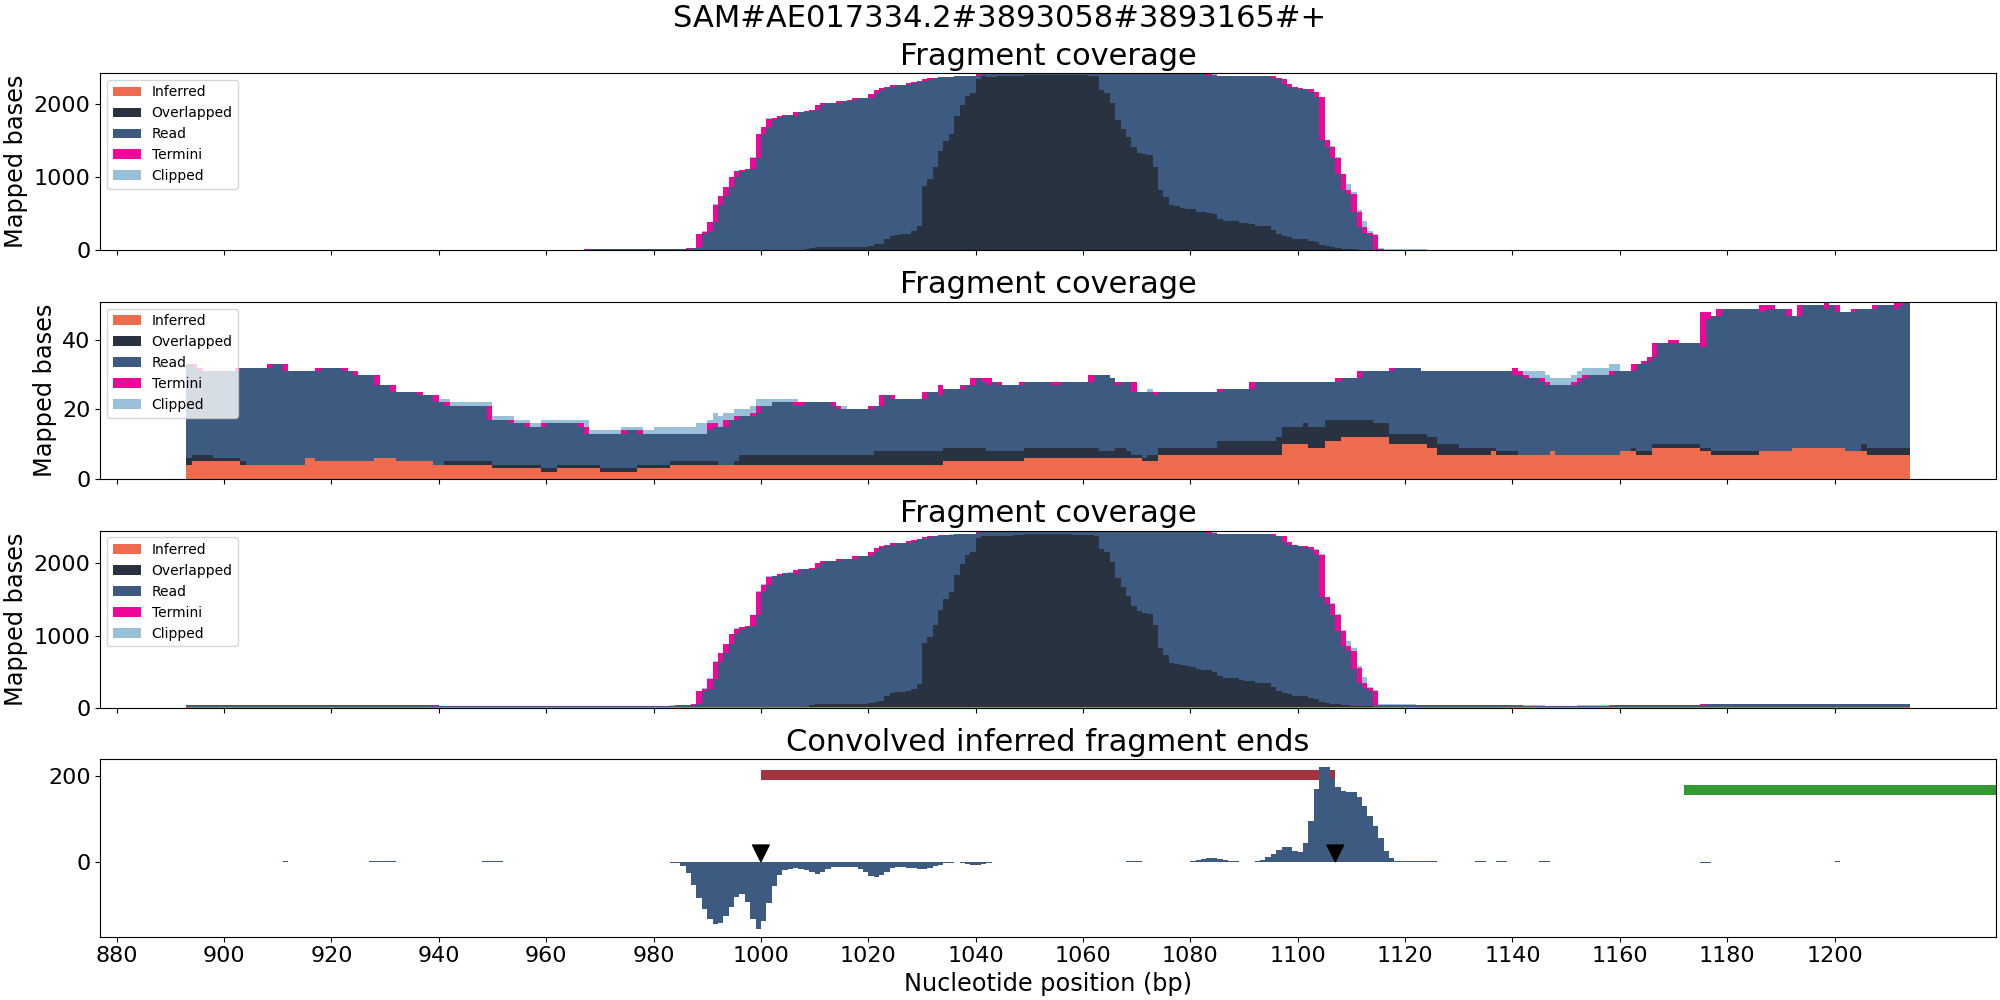 SAM#AE017334.2#3893058#3893165#+
Fragment coverage
Mapped bases
2000
1000
0
Inferred
Overlapped
Read
Termini
Clipped
Fragment coverage
Mapped bases
40
20
0
Inferred
Overlapped
Read
Termini
Clipped
Fragment coverage
Mapped bases
2000
1000
0
Inferred
Overlapped
Read
Termini
Clipped
Convolved inferred fragment ends
200
0
880 900 920 940 960 980 1000 1020 1040 1060 1080 1100 1120 1140 1160 1180 1200
Nucleotide position (bp)